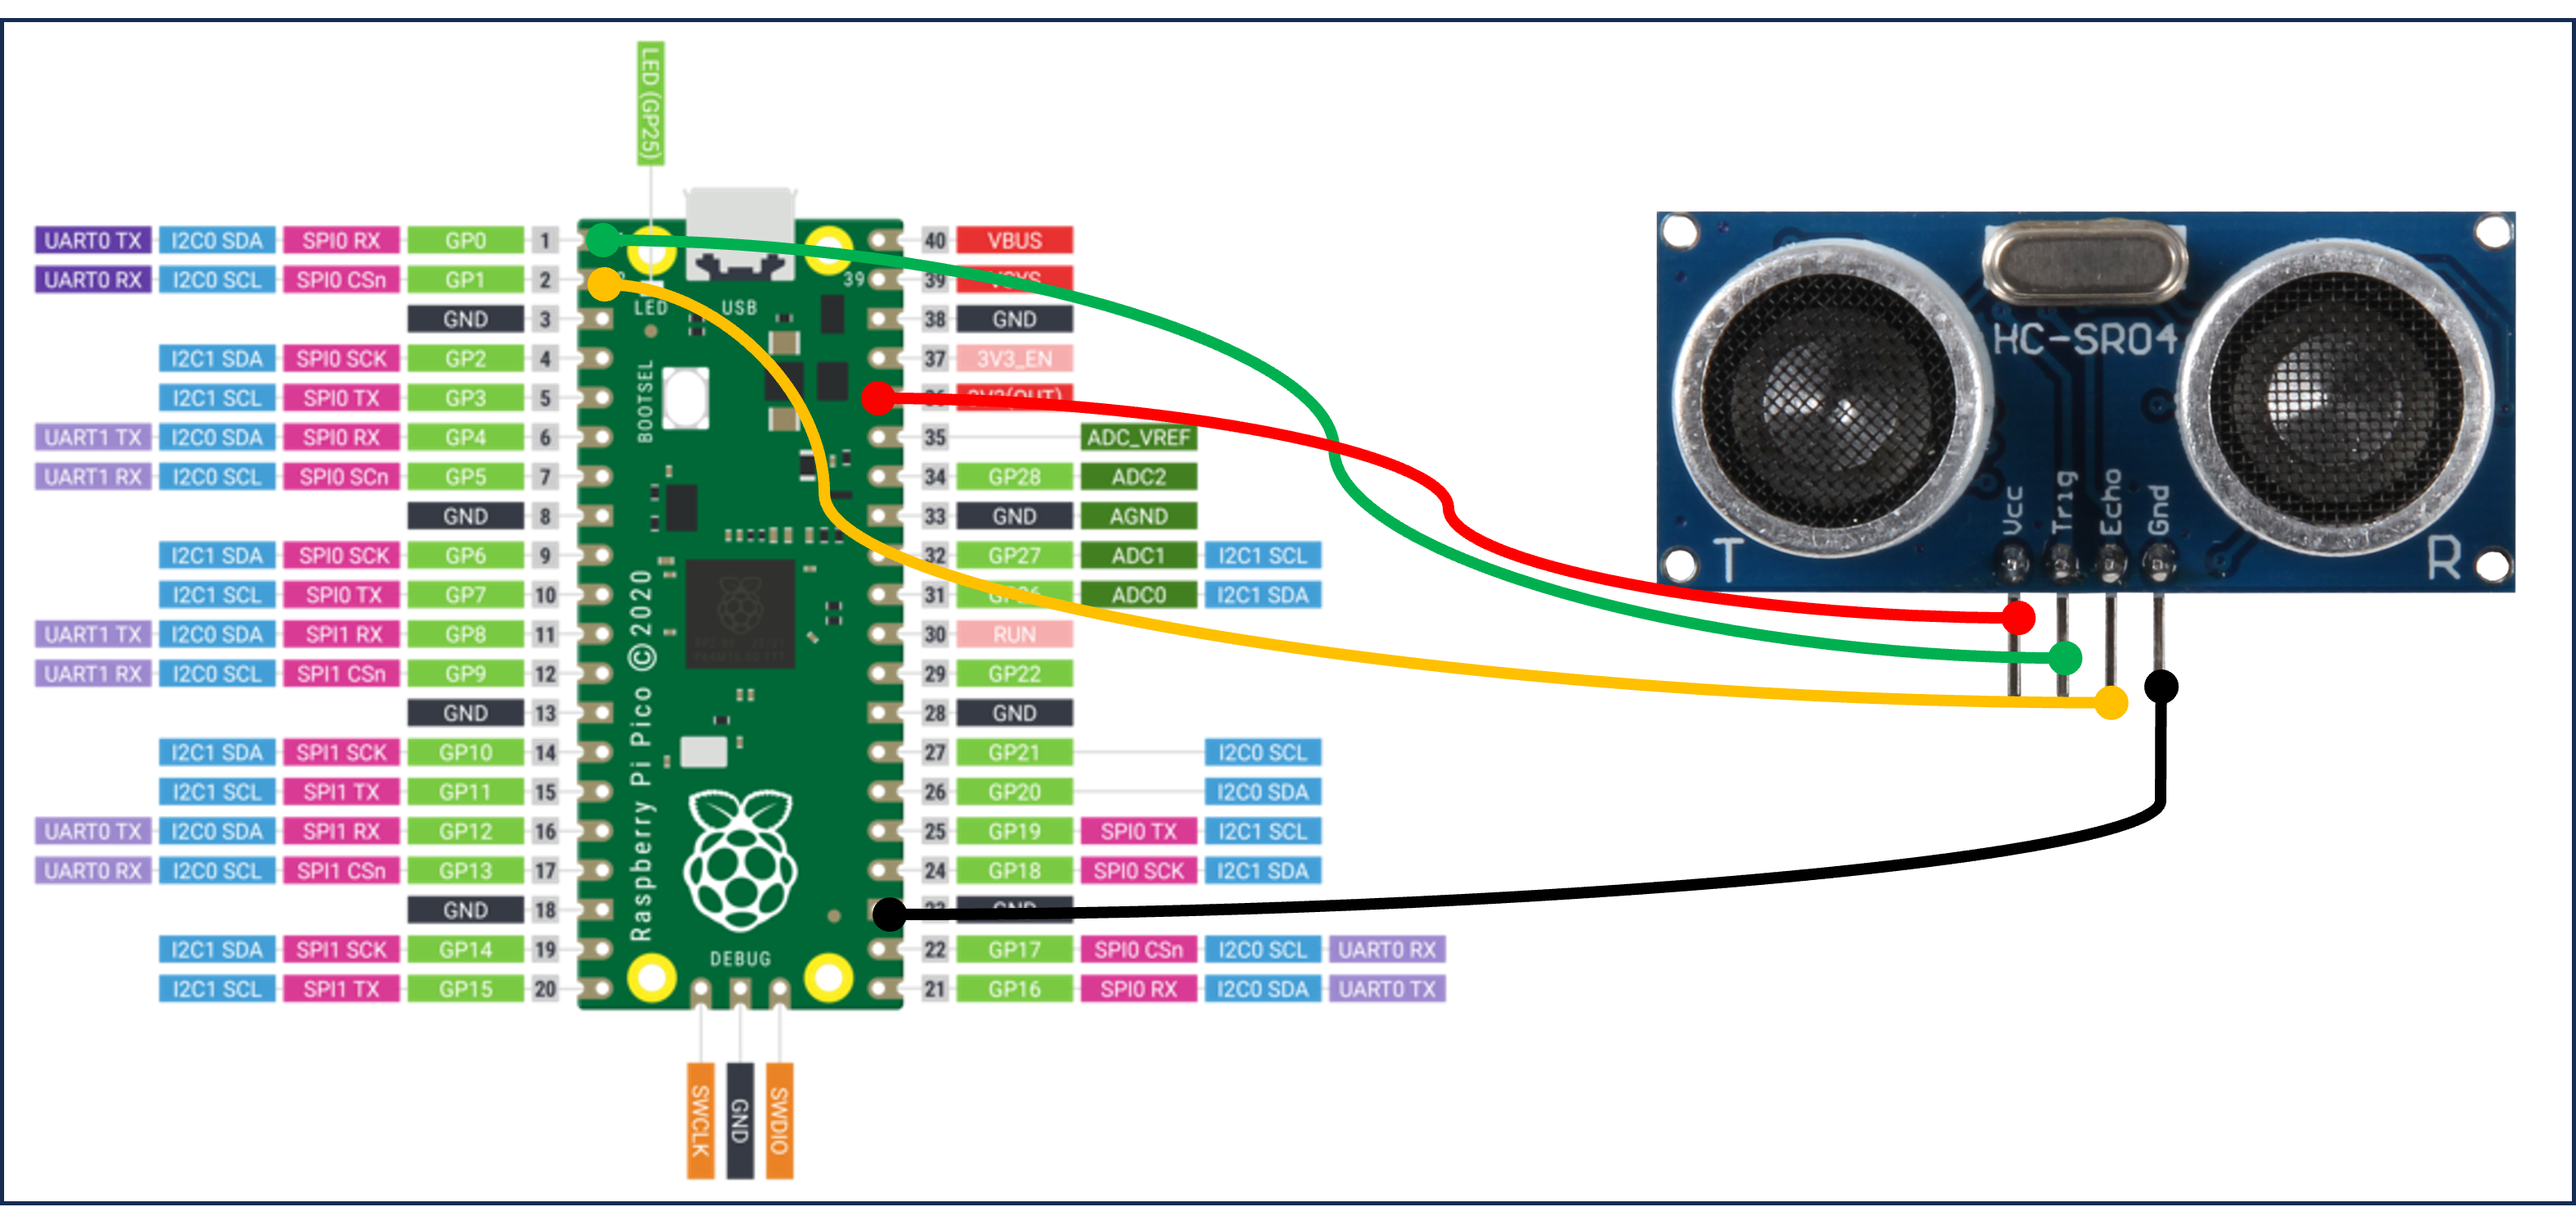 LED (GP25)
UART0 TX I2C0 SDA SPI0 RX GP0 1 40 VBUS
UART0 RX I2C0 SCL SPI0 CSn GP1 2 39 39 VSYS
LED USB
GND 3 38 GND
I2C1 SDA SPI0 SCK GP2 4 37 3V3_EN
I2C1 SCL SPI0 TX GP3 5 36 3V3(OUT)
BOOTSEL
UART1 TX I2C0 SDA SPI0 RX GP4 6 35 ADC_VREF
UART1 RX I2C0 SCL SPI0 SCn GP5 7 34 GP28 ADC2
GND 8 33 GND AGND
I2C1 SDA SPI0 SCK GP6 9 32 GP27 ADC1 I2C1 SCL
I2C1 SCL SPI0 TX GP7 10 31 GP26 ADC0 I2C1 SDA
UART1 TX I2C0 SDA SPI1 RX GP8 11 30 RUN
UART1 RX I2C0 SCL SPI1 CSn GP9 12 29 GP22
GND 13 28 GND
I2C1 SDA SPI1 SCK GP10 14 27 GP21 I2C0 SCL
I2C1 SCL SPI1 TX GP11 15 26 GP20 I2C0 SDA
UART0 TX I2C0 SDA SPI1 RX GP12 16 25 GP19 SPI0 TX I2C1 SCL
UART0 RX I2C0 SCL SPI1 CSn GP13 17 24 GP18 SPI0 SCK I2C1 SDA
GND 18 23 GND
I2C1 SDA SPI1 SCK GP14 19 22 GP17 SPI0 CSn I2C0 SCL UART0 RX
I2C1 SCL SPI1 TX GP15 20 21 GP16 SPI0 RX I2C0 SDA UART0 TX
Raspberry Pi Pico ©2020
DEBUG
SWCLK
GND
SWDIO
HC-SR04
Vcc
Trig
Echo
Gnd
T
R